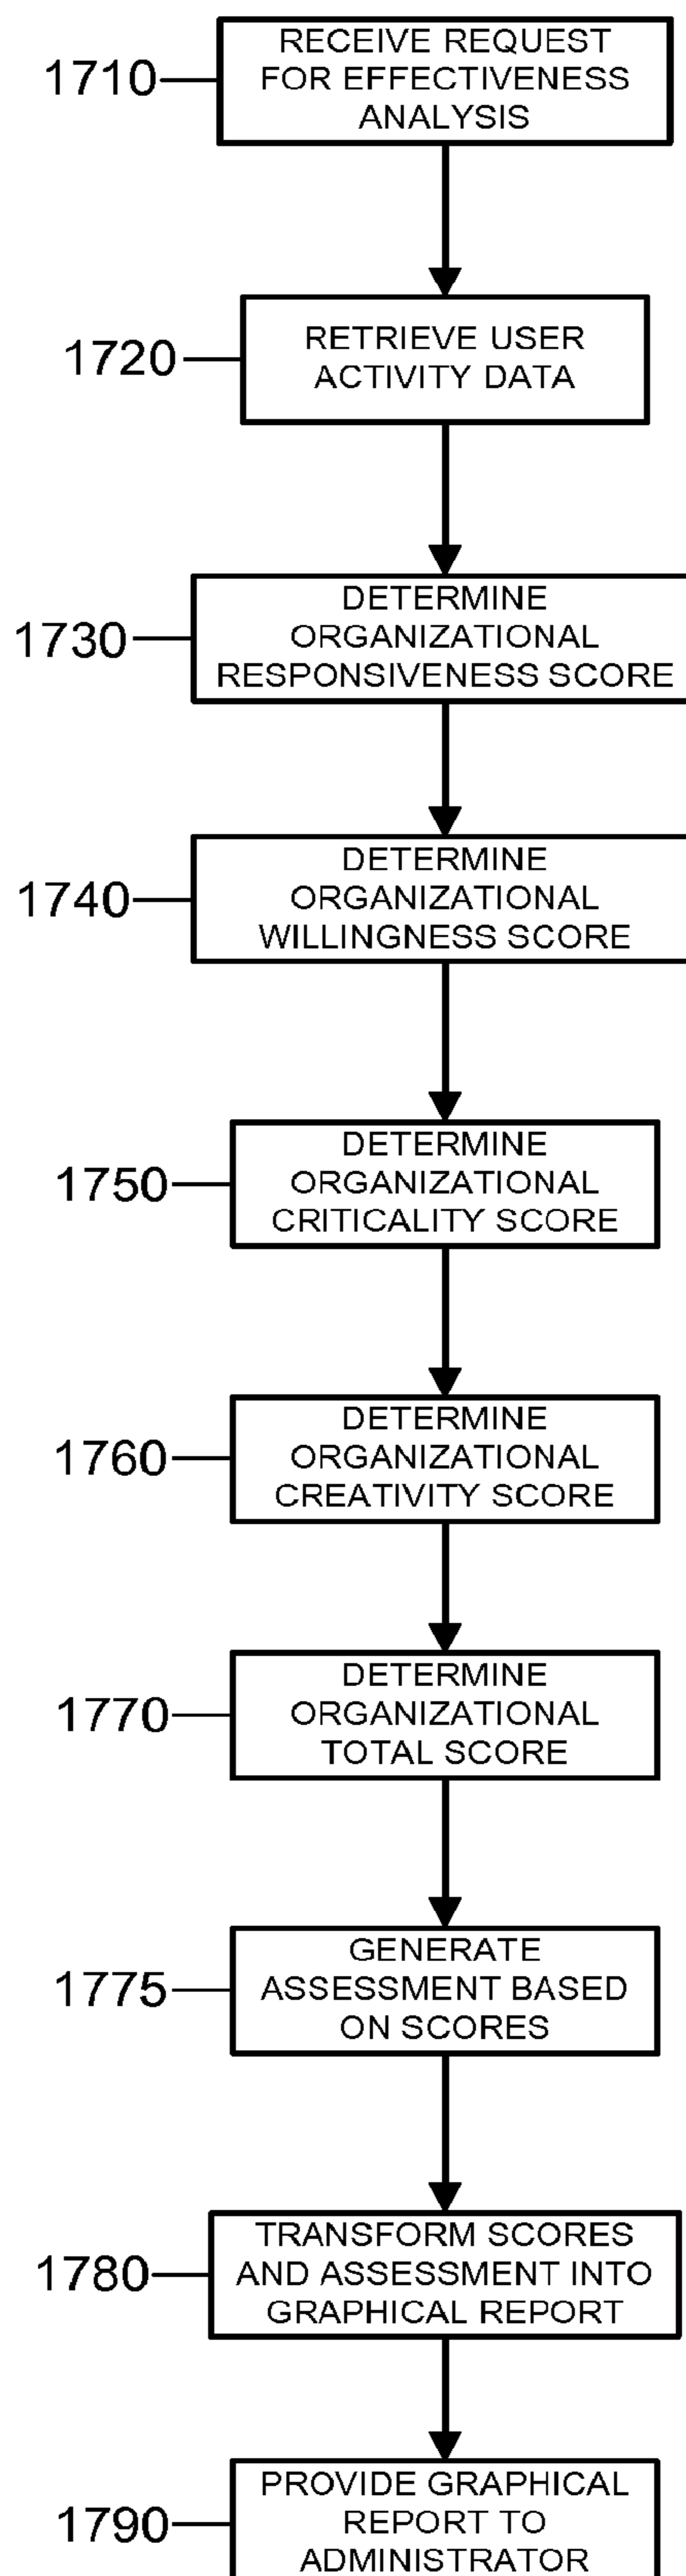 RECEIVE REQUEST
1710 FOR EFFECTIVENESS
ANALYSIS
1720 RETRIEVE USER
ACTIVITY DATA
DETERMINE
1730 ORGANIZATIONAL
RESPONSIVENESS SCORE
DETERMINE
1740 ORGANIZATIONAL
WILLINGNESS SCORE
DETERMINE
1750 ORGANIZATIONAL
CRITICALITY SCORE
DETERMINE
1760 ORGANIZATIONAL
CREATIVITY SCORE
DETERMINE
1770 ORGANIZATIONAL
TOTAL SCORE
GENERATE
1775 ASSESSMENT BASED
ON SCORES
TRANSFORM SCORES
1780 AND ASSESSMENT INTO
GRAPHICAL REPORT
PROVIDE GRAPHICAL
1790 REPORT TO
ADMINISTRATOR